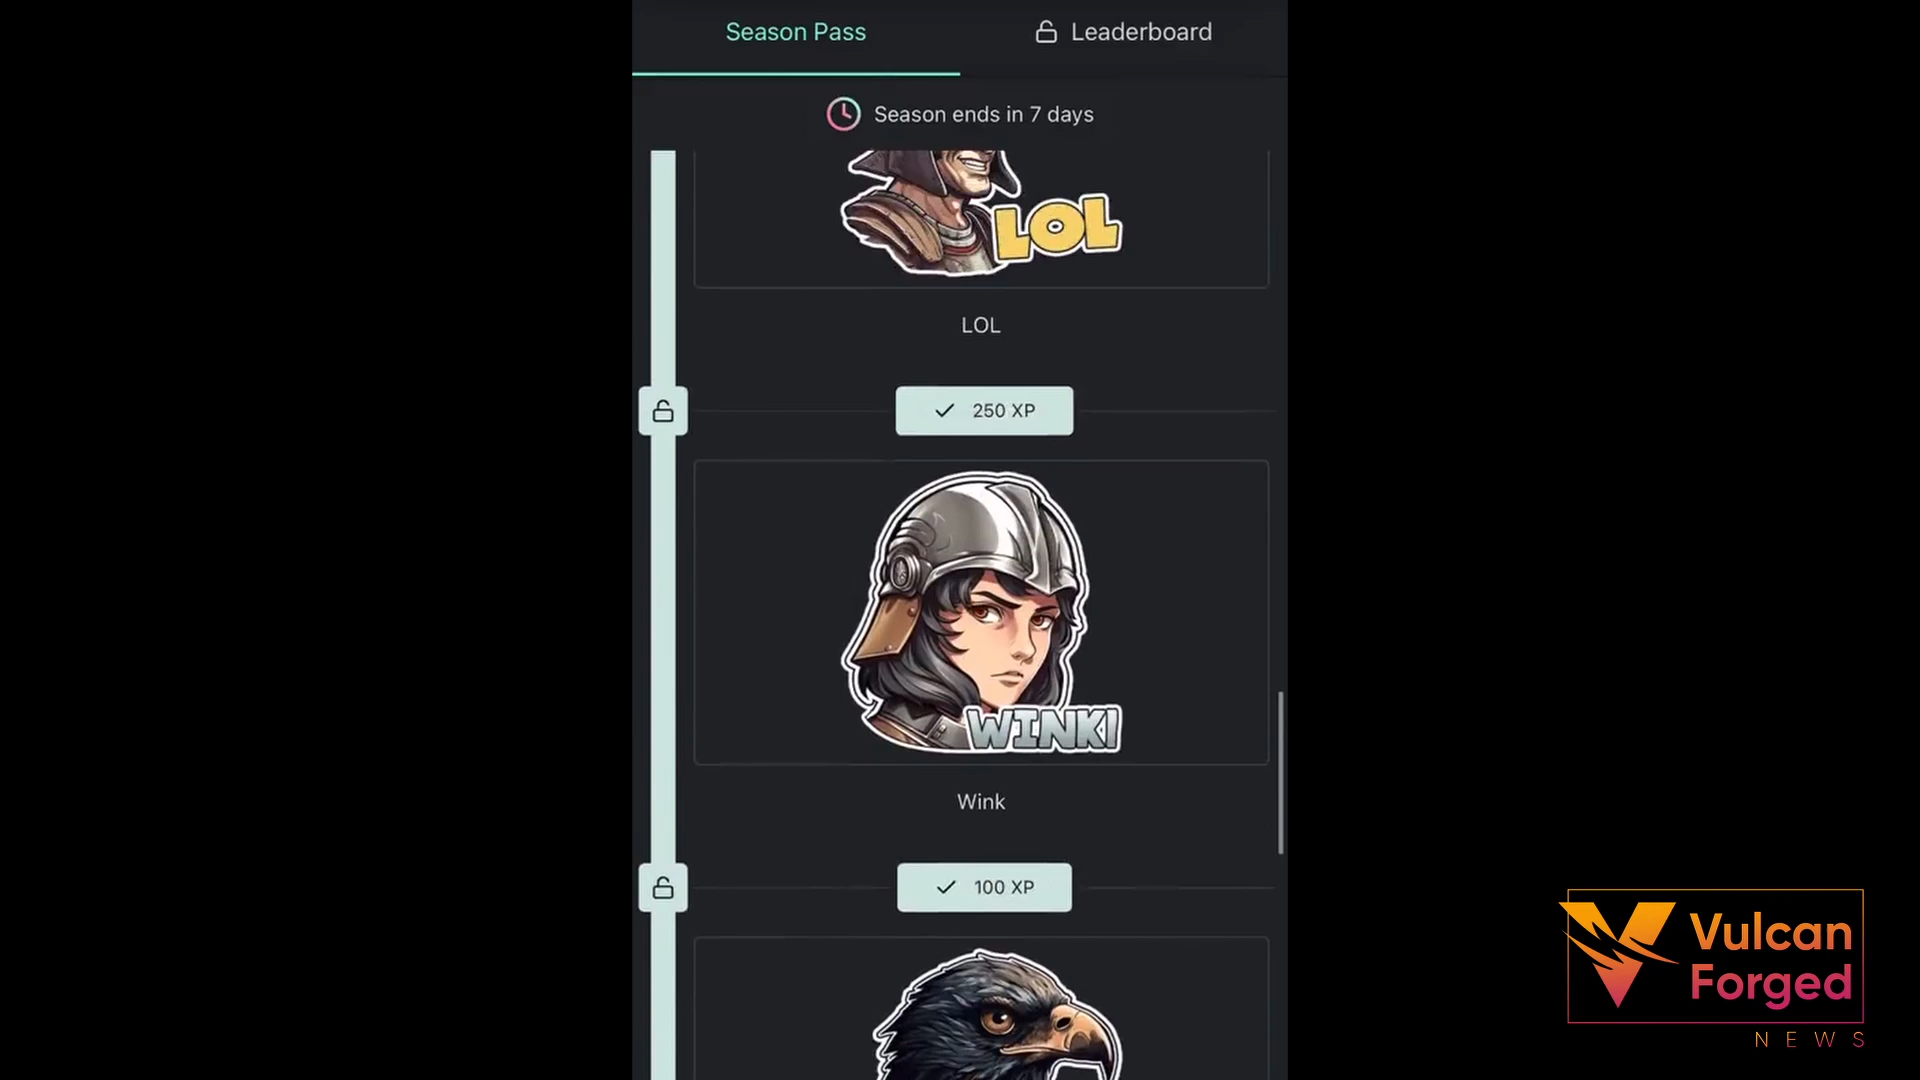 Season Pass
Leaderboard
Season ends in 7 days
LOL
LOL
250 XP
WINK!
Wink
100 XP
Vulcan
Forged
NEWS